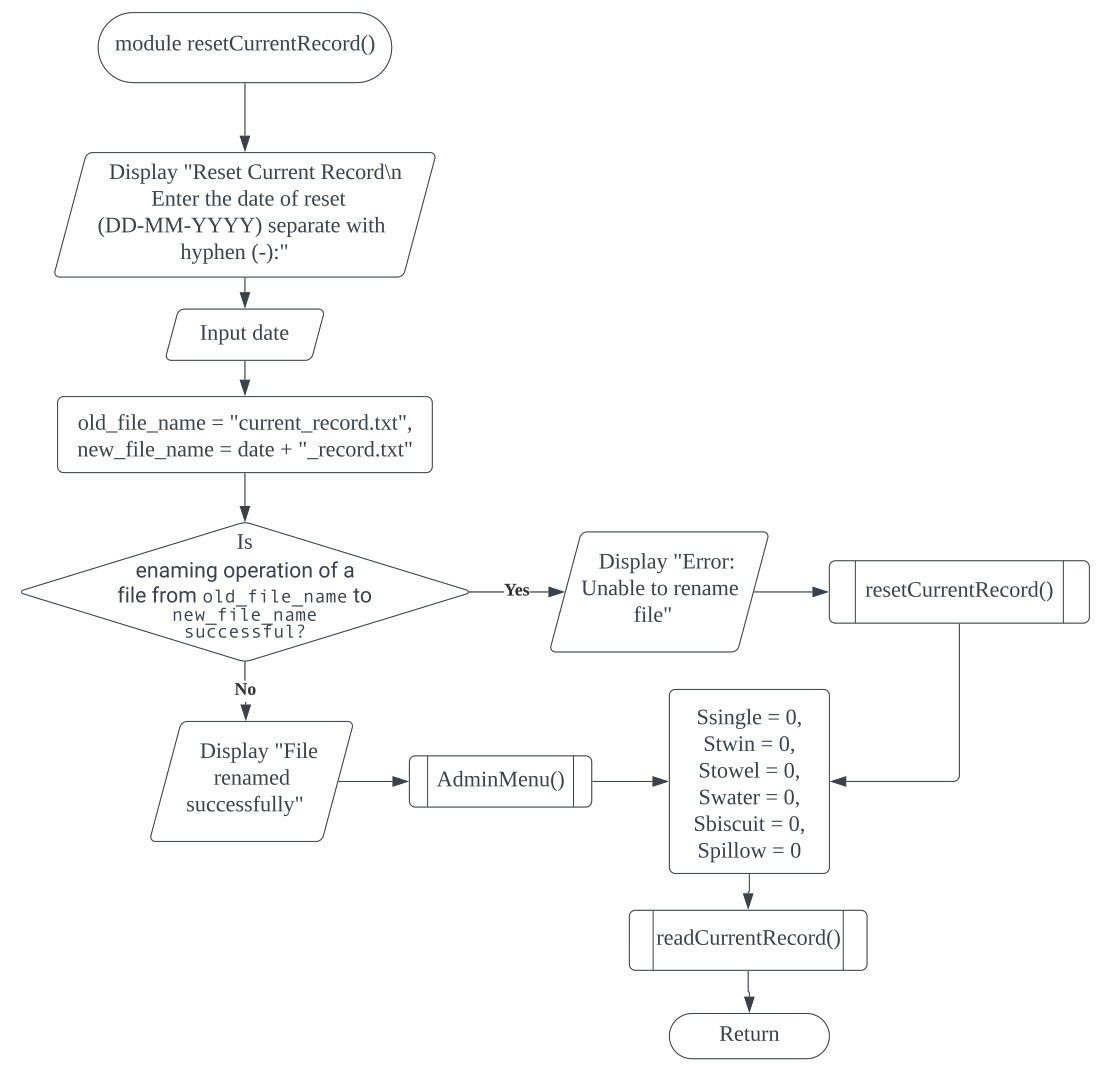 module resetCurrentRecord()
Display "Reset Current Record\n
Enter the date of reset
(DD-MM-YYYY) separate with
hyphen (-):"
Input date
old_file_name = "current_record.txt",
new_file_name = date + "_record.txt"
Is
enaming operation of a
file from old_file_name to
new_file_name
successful?
Yes
Display "Error:
Unable to rename
file"
resetCurrentRecord()
No
Display "File
renamed
successfully"
AdminMenu()
Ssingle = 0,
Stwin = 0,
Stowel = 0,
Swater = 0,
Sbiscuit = 0,
Spillow = 0
readCurrentRecord()
Return